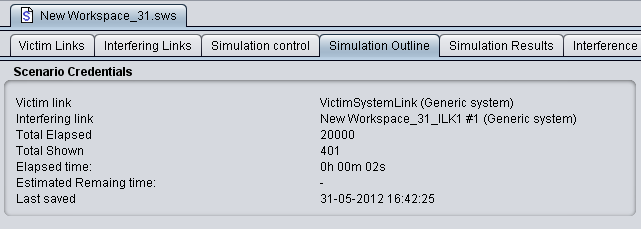 New Workspace_31.sws
Victim Links Interfering Links Simulation control Simulation Outline Simulation Results Interference
Scenario Credentials
Victim link VictimSystemLink (Generic system)
Interfering link New Workspace_31_ILK1 #1 (Generic system)
Total Elapsed 20000
Total Shown 401
Elapsed time: 0h 00m 02s
Estimated Remaing time: -
Last saved 31-05-2012 16:42:25